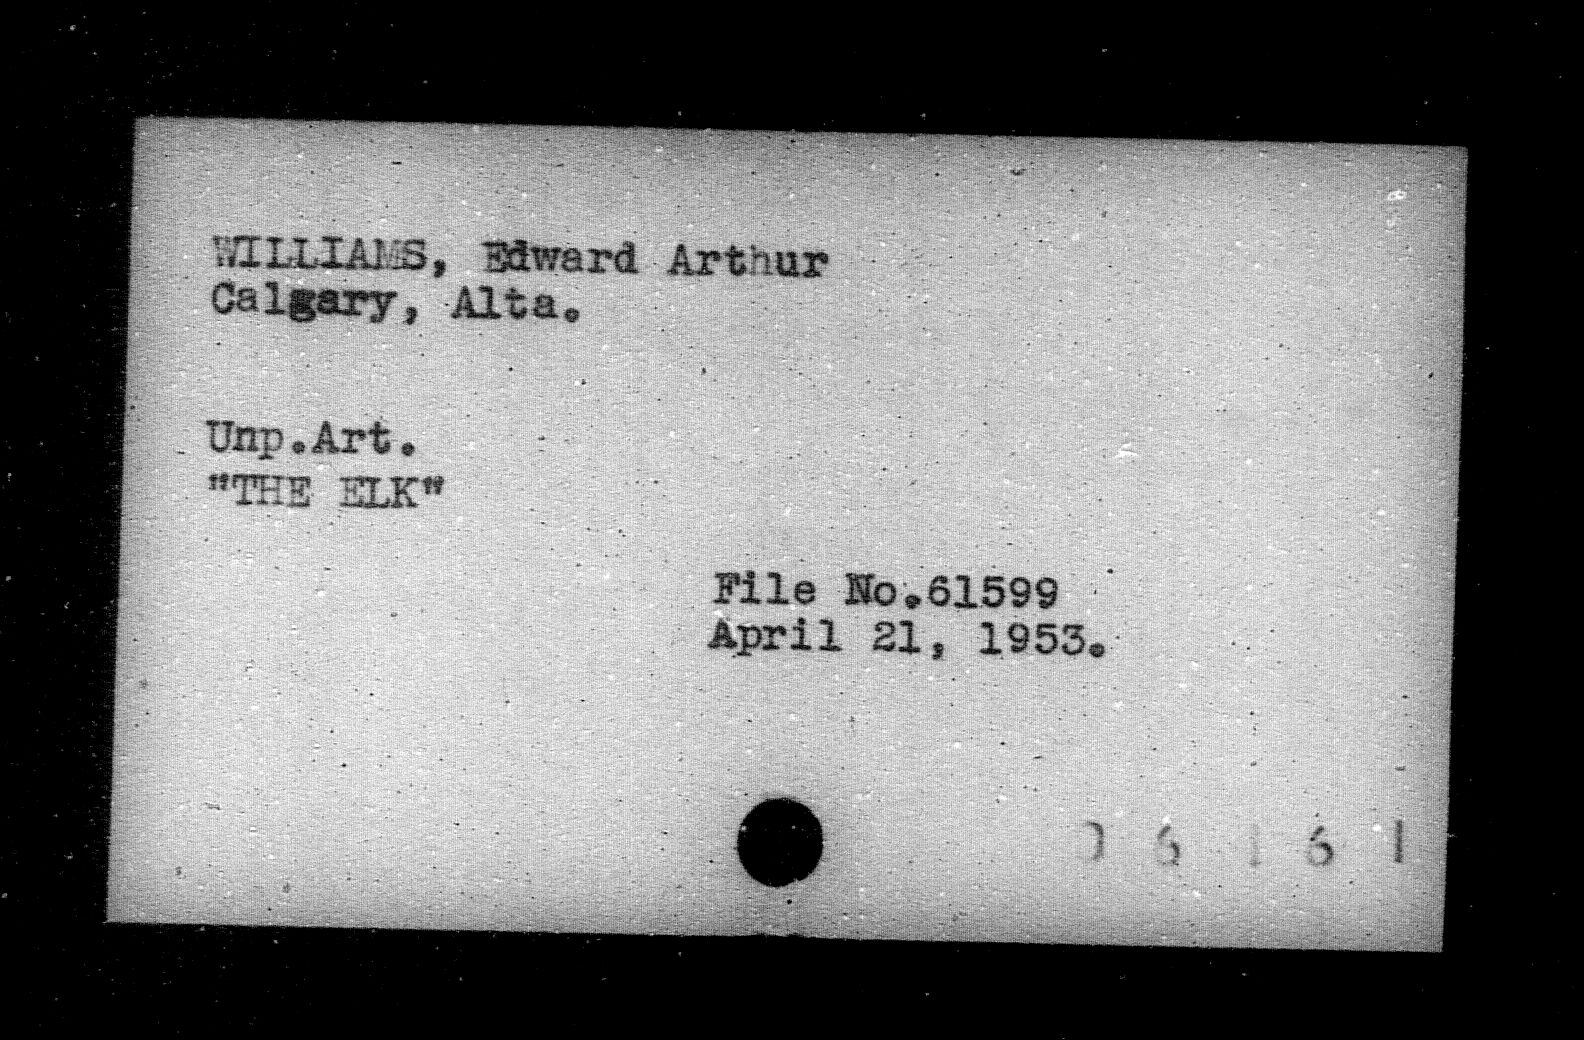 WILLIAMS, Edward Arthur
Calgary, Alta.
Unp.Art.
"THE ELK"
File No.61599
April 21, 1953.